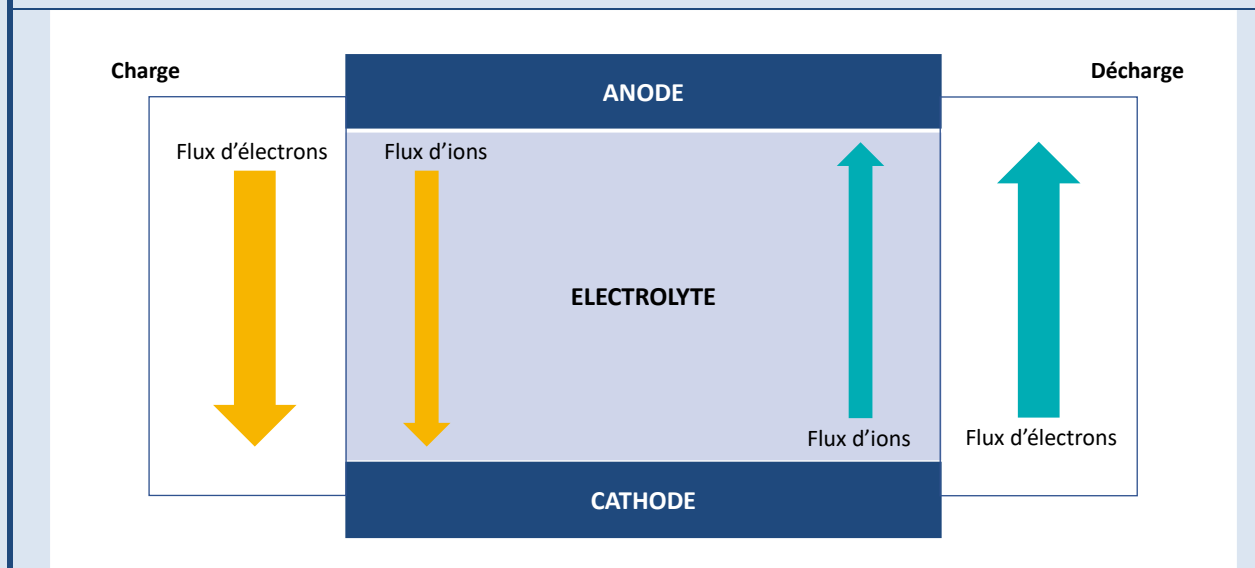 Charge
ANODE
Décharge
Flux d'électrons
Flux d'ions
ELECTROLYTE
Flux d'ions
Flux d'électrons
CATHODE